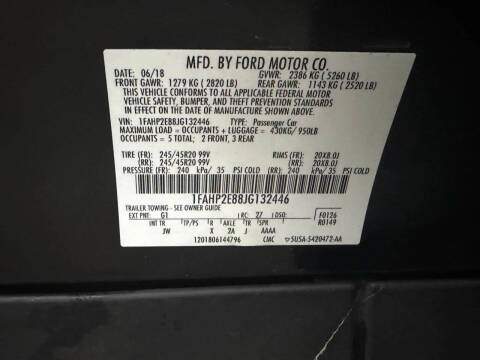 MFD. BY FORD MOTOR CO.
DATE: 06/18 GVWR: 2386 KG ( 5260 LB)
FRONT GAWR: 1279 KG ( 2820 LB) REAR GAWR: 1143 KG ( 2520 LB)
THIS VEHICLE CONFORMS TO ALL APPLICABLE FEDERAL MOTOR
VEHICLE SAFETY, BUMPER, AND THEFT PREVENTION STANDARDS
IN EFFECT ON THE DATE OF MANUFACTURE SHOWN ABOVE.
VIN: 1FAHP2E88JG132446 TYPE: Passenger Car
MAXIMUM LOAD = OCCUPANTS + LUGGAGE = 430KG/ 950LB
OCCUPANTS: 5 TOTAL; 2 FRONT, 3 REAR
TIRE (FR): 245/45R20 99V RIMS (FR): 20X8.0J
TIRE (RR): 245/45R20 99V (RR): 20X8.0J
PRESSURE (FR): 240 kPa/ 35 PSI COLD (RR): 240 kPa/ 35 PSI COLD
1FAHP2E88JG132446
TRAILER TOWING - SEE OWNER GUIDE
EXT PNT: G1 RC: 27 DSO: F0126
INT TR TP/PS R AXLE TR SPR R0149
JW X 2A J AAAA
1201806144796 CMC 5U5A-5420472-AA